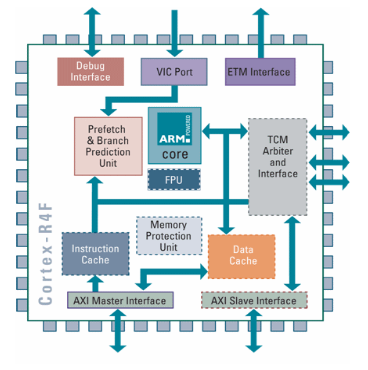 Debug
Interface
VIC Port
ETM Interface
Prefetch
& Branch
Prediction
Unit
ARM POWERED
core
FPU
TCM
Arbiter
and
Interface
Cortex-R4F
Instruction
Cache
Memory
Protection
Unit
Data
Cache
AXI Master Interface
AXI Slave Interface